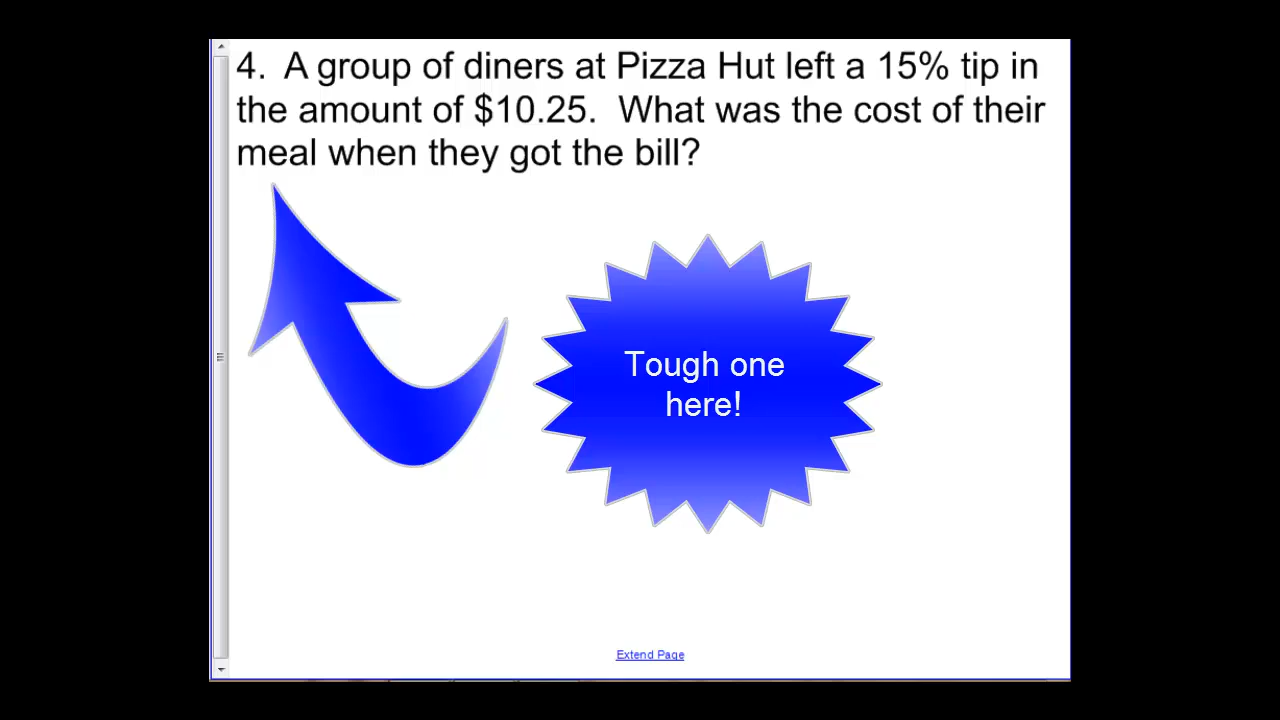 4.  A group of diners at Pizza Hut left a 15% tip in
the amount of $10.25.  What was the cost of their
meal when they got the bill?
Tough one
here!
Extend Page